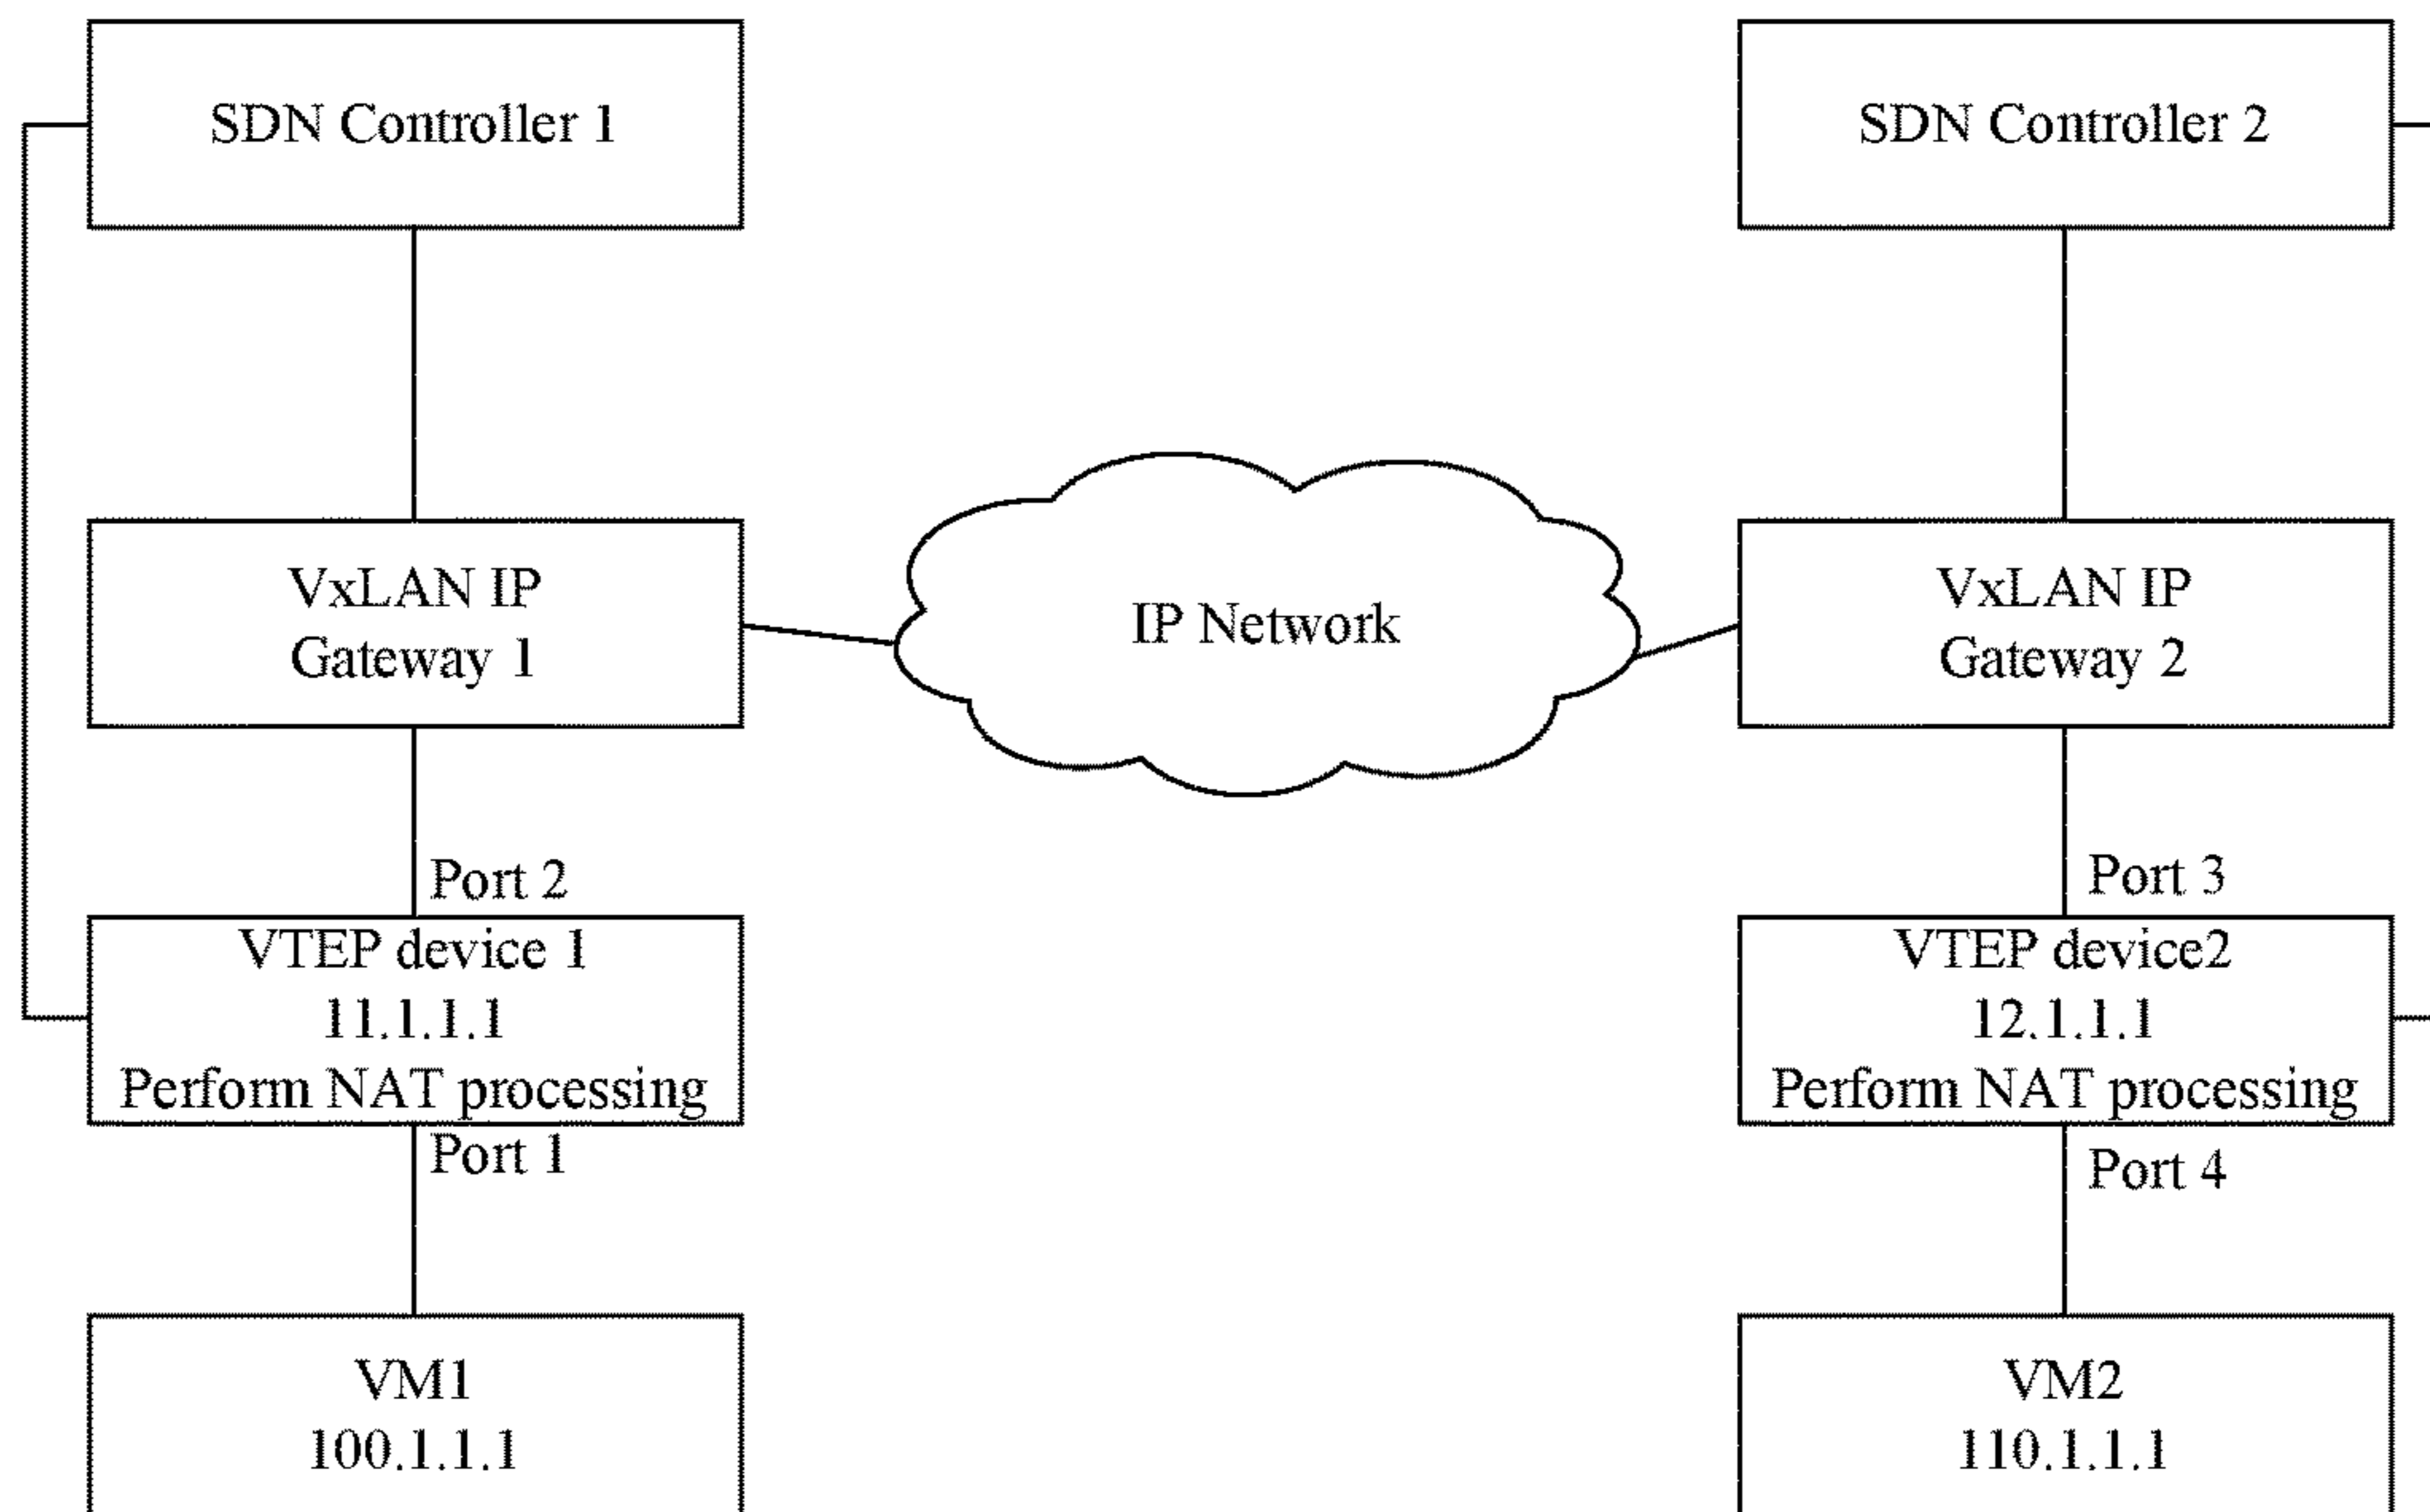 SDN Controller 1
SDN Controller 2
VxLAN IP
Gateway 1
IP Network
VxLAN IP
Gateway 2
Port 2
Port 3
VTEP device 1
11.1.1.1
Perform NAT processing
VTEP device2
12.1.1.1
Perform NAT processing
Port 1
Port 4
VM1
100.1.1.1
VM2
110.1.1.1